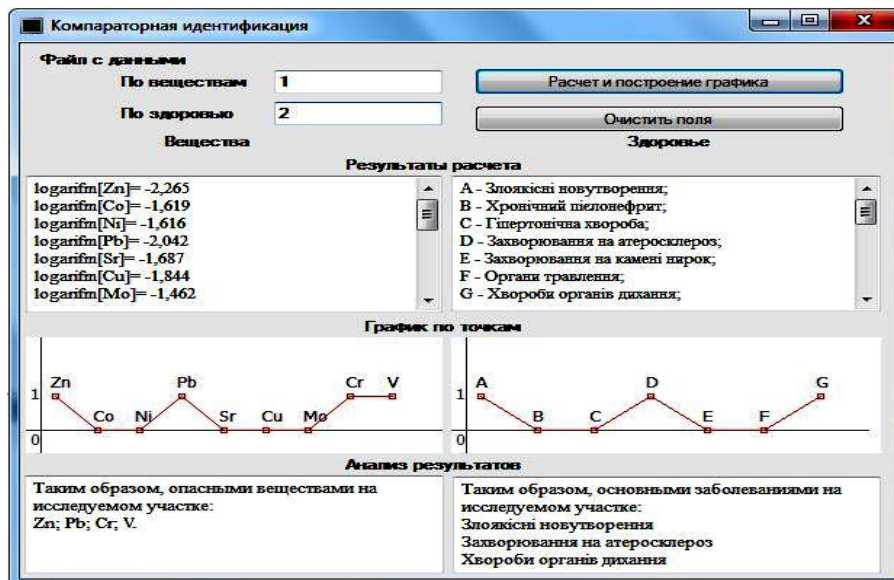 Компараторная идентификация
Файл с данными
По веществам 1 Расчет и построение графика
По здоровью 2 Очистить поля
Вещества Здоровье
Результаты расчета
logarifm[Zn]= -2,265
logarifm[Co]= -1,619
logarifm[Ni]= -1,616
logarifm[Pb]= -2,042
logarifm[Sr]= -1,687
logarifm[Cu]= -1,844
logarifm[Mo]= -1,462
A - Злоякісні новутворення;
B - Хронічний пієлонефрит;
C - Гіпертонічна хвороба;
D - Захворювання на атеросклероз;
E - Захворювання на камені нирок;
F - Органи травлення;
G - Хвороби органів дихання;
График по точкам
Zn Pb Cr V
1
Co Ni Sr Cu Mo
0
A D G
1
B C E F
0
Анализ результатов
Таким образом, опасными веществами на
исследуемом участке:
Zn; Pb; Cr; V.
Таким образом, основными заболеваниями на
исследуемом участке:
Злоякісні новутворення
Захворювання на атеросклероз
Хвороби органів дихання